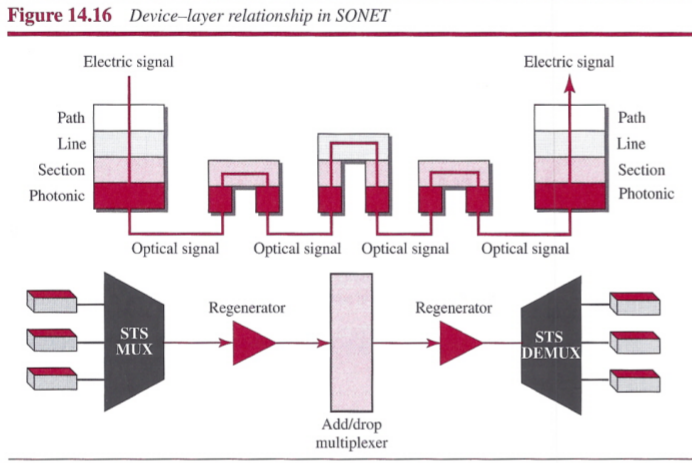 Figure 14.16 Device–layer relationship in SONET
Electric signal
Electric signal
Path
Line
Section
Photonic
Path
Line
Section
Photonic
Optical signal
Optical signal
Optical signal
Optical signal
Regenerator
Regenerator
STS
MUX
STS
DEMUX
Add/drop
multiplexer